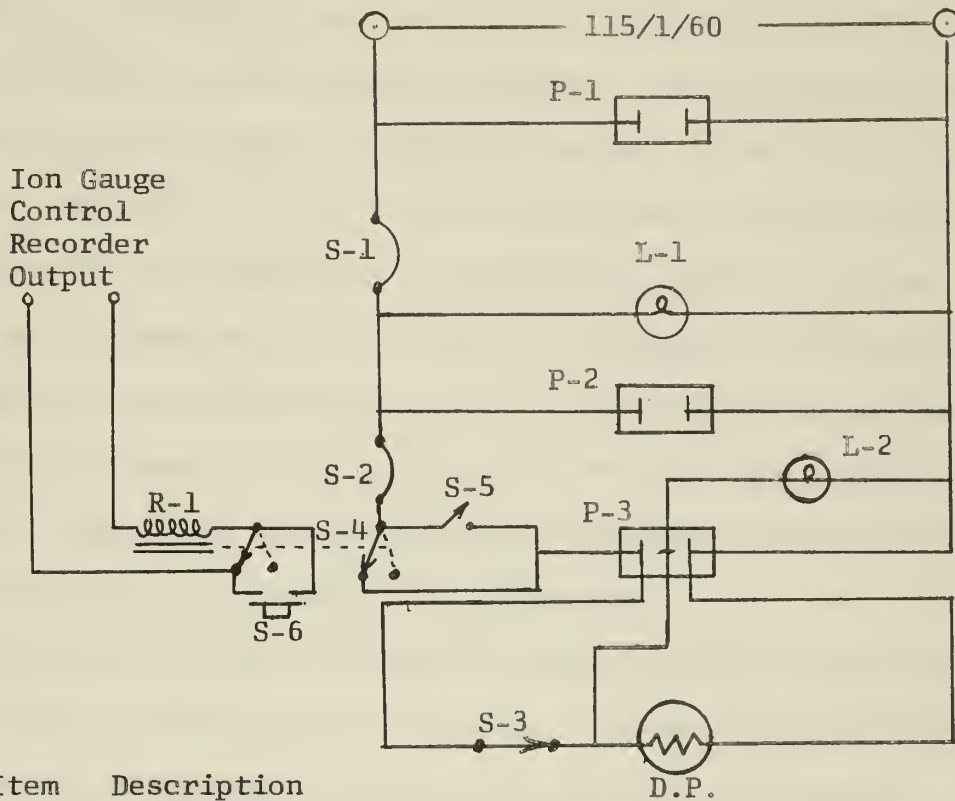 115/1/60
P-1
Ion Gauge
Control
Recorder
Output
S-1
L-1
P-2
L-2
S-2
S-5
R-1
S-4
P-3
S-6
S-3
Item Description
D.P.